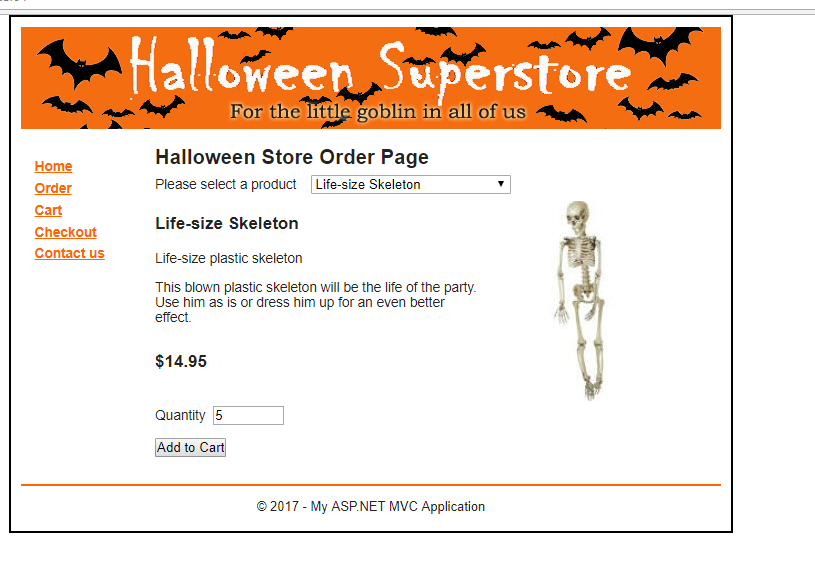 Halloween Superstore
For the little goblin in all of us
Home
Order
Cart
Checkout
Contact us
Halloween Store Order Page
Please select a product Life-size Skeleton
Life-size Skeleton
Life-size plastic skeleton
This blown plastic skeleton will be the life of the party.
Use him as is or dress him up for an even better
effect.
$14.95
Quantity 5
Add to Cart
© 2017 - My ASP.NET MVC Application